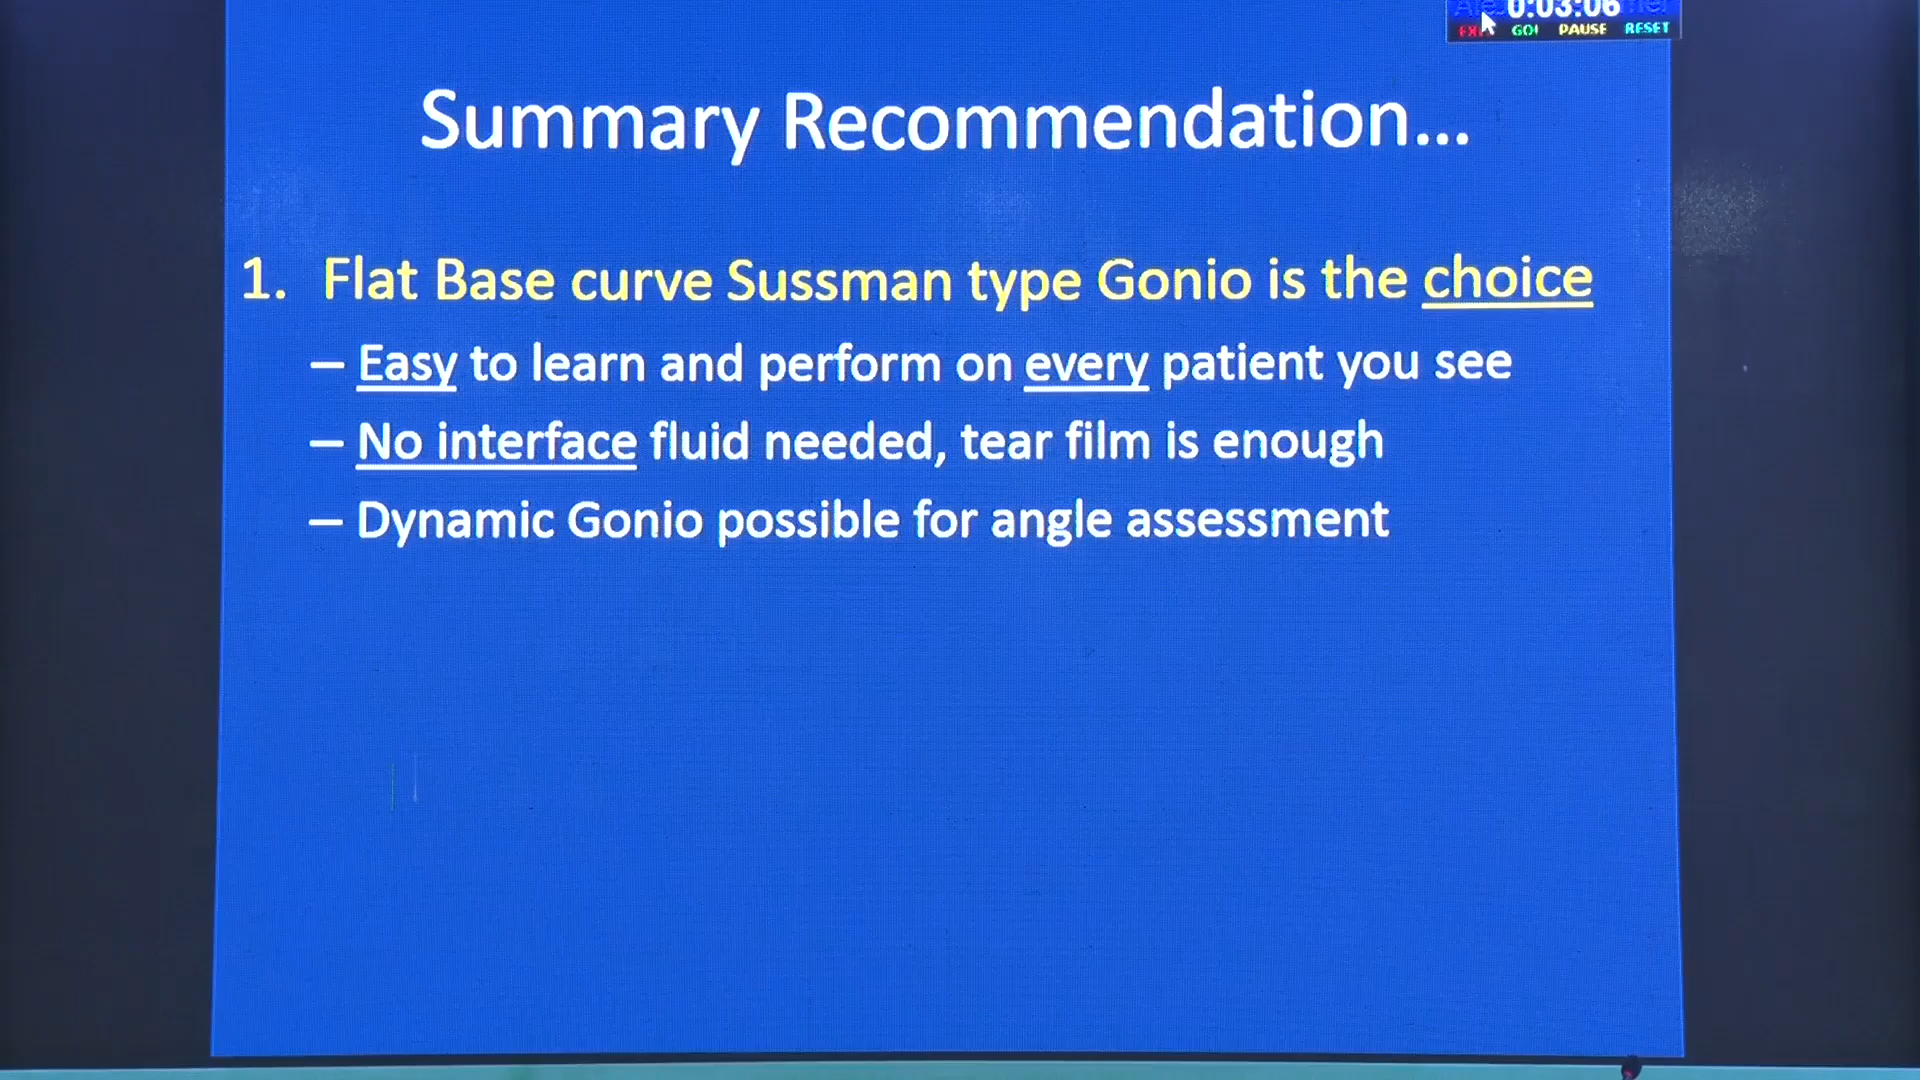 0:03:06
GO! PAUSE RESET
Summary Recommendation...
1. Flat Base curve Sussman type Gonio is the choice
– Easy to learn and perform on every patient you see
– No interface fluid needed, tear film is enough
– Dynamic Gonio possible for angle assessment